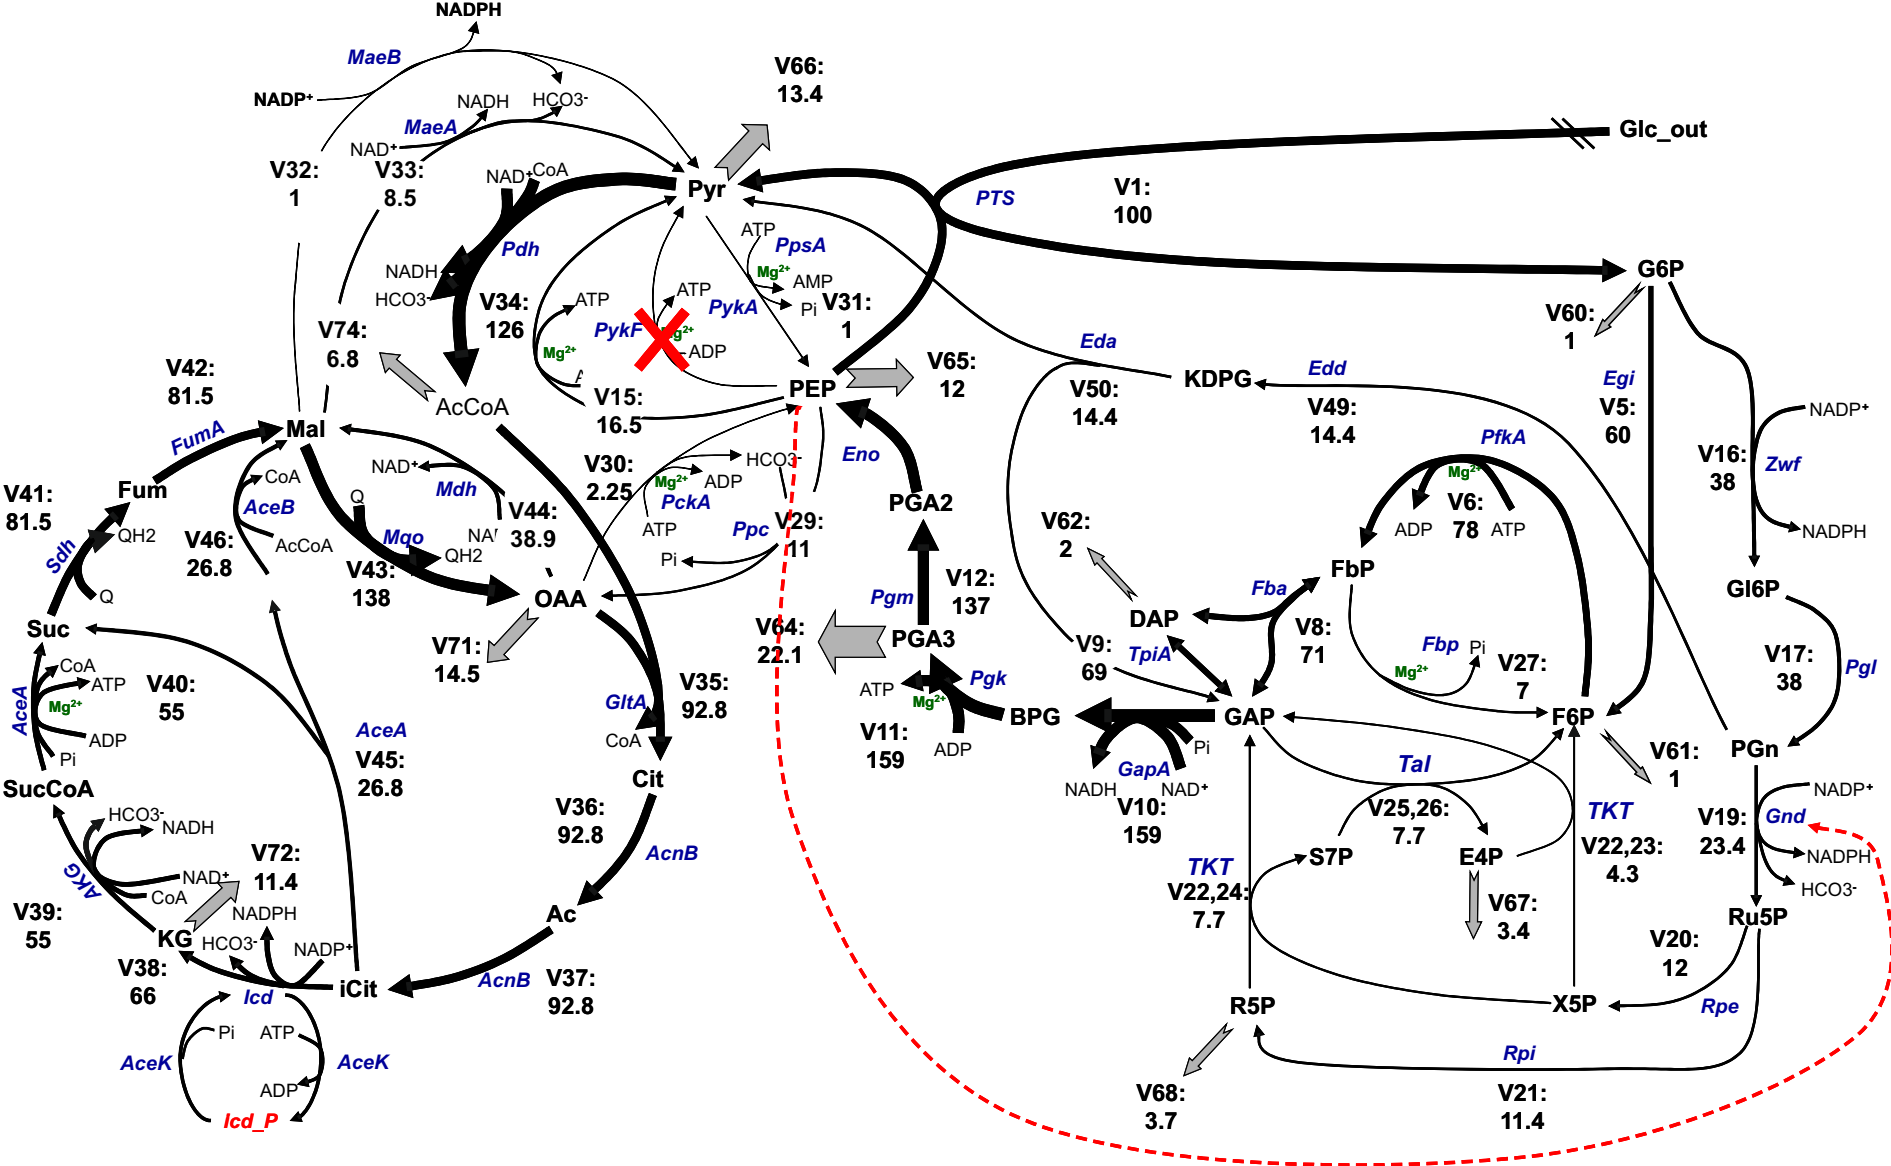 NADPH
MaeB
V66:
13.4
NADP+
NADH
HCO3-
MaeA
Glc_out
NAD+
V32:
1
V33:
8.5
NAD+
CoA
Pyr
PTS
V1:
100
ATP
PpsA
Pdh
NADH
HCO3-
Mg2+
AMP
Pi
G6P
V34:
126
ATP
ATP
PykA
V31:
1
V60:
1
V74:
6.8
PykF
Mg2+
ADP
Mg2+
Eda
V65:
12
V42:
81.5
PEP
KDPG
Edd
Egi
V50:
14.4
V49:
14.4
V5:
60
AcCoA
V15:
16.5
NADP+
FumA
Mal
PfkA
V16:
38
Zwf
Eno
NAD+
HCO3-
V30:
2.25
Mg2+
ADP
PckA
Mg2+
CoA
Mdh
Fum
V41:
81.5
AceB
Q
PGA2
V6:
78
ADP
ATP
V44:
38.9
V29:
11
Ppc
ATP
V62:
2
NADPH
QH2
Sdh
V46:
26.8
AcCoA
Mqo
QH2
Pi
V43:
138
FbP
V12:
137
Pgm
Fba
Gl6P
Q
OAA
DAP
Suc
V71:
14.5
V64:
22.1
PGA3
V9:
69
TpiA
V8:
71
Fbp
Pi
Mg2+
V27:
7
V17:
38
Pgl
CoA
ATP
V40:
55
AceA
Mg2+
ADP
Pi
GltA
V35:
92.8
ATP
Pgk
Mg2+
V11:
159
ADP
BPG
GAP
F6P
CoA
AceA
V45:
26.8
Pi
PGn
V61:
1
Tal
GapA
NADH
NAD+
V10:
159
Cit
SucCoA
V36:
92.8
V25,26:
7.7
TKT
V22,23:
4.3
NADP+
V19:
23.4
Gnd
HCO3-
NADH
AcnB
S7P
E4P
NADPH
V72:
11.4
TKT
V22,24:
7.7
HCO3-
AKG
NAD+
CoA
V39:
55
NADPH
Ac
V67:
3.4
Ru5P
KG
HCO3-
NADP+
V20:
12
V38:
66
iCit
AcnB
V37:
92.8
Icd
R5P
X5P
Rpe
Pi
ATP
AceK
AceK
Rpi
ADP
V68:
3.7
V21:
11.4
Icd_P